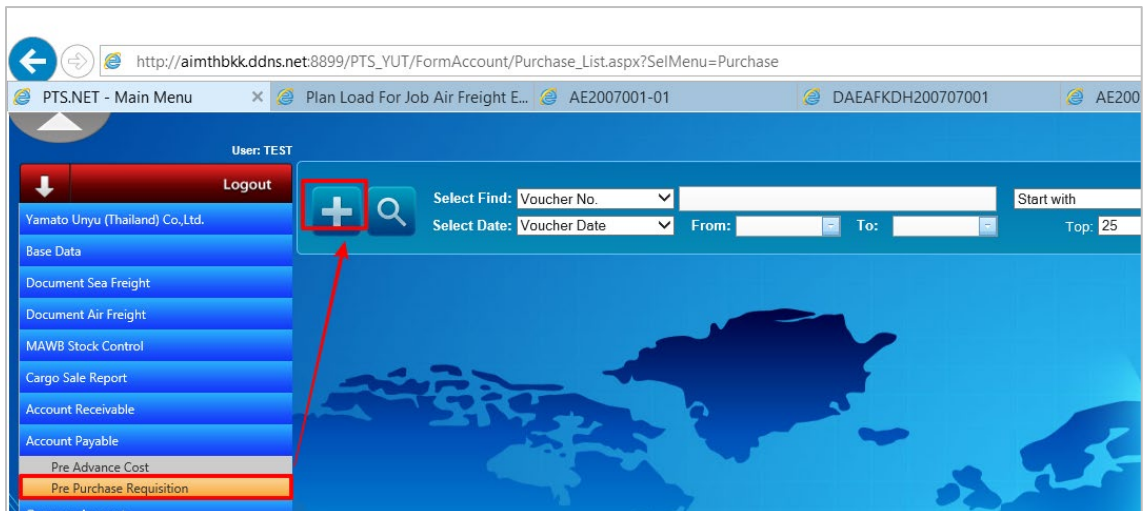 http://aimthbkk.ddns.net:8899/PTS_YUT/FormAccount/Purchase_List.aspx?SelMenu=Purchase
PTS.NET - Main Menu × Plan Load For Job Air Freight E... AE2007001-01 DAEAFKDH200707001 AE200
User: TEST
Logout
Select Find: Voucher No. Start with
Select Date: Voucher Date From: To: Top: 25
Yamato Unyu (Thailand) Co.,Ltd.
Base Data
Document Sea Freight
Document Air Freight
MAWB Stock Control
Cargo Sale Report
Account Receivable
Account Payable
Pre Advance Cost
Pre Purchase Requisition